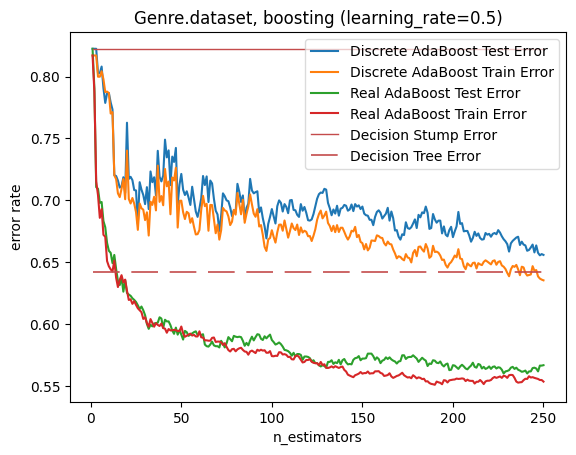 Genre.dataset, boosting (learning_rate=0.5)
Discrete AdaBoost Test Error
Discrete AdaBoost Train Error
Real AdaBoost Test Error
Real AdaBoost Train Error
Decision Stump Error
Decision Tree Error
error rate
0.80
0.75
0.70
0.65
0.60
0.55
0 50 100 150 200 250
n_estimators